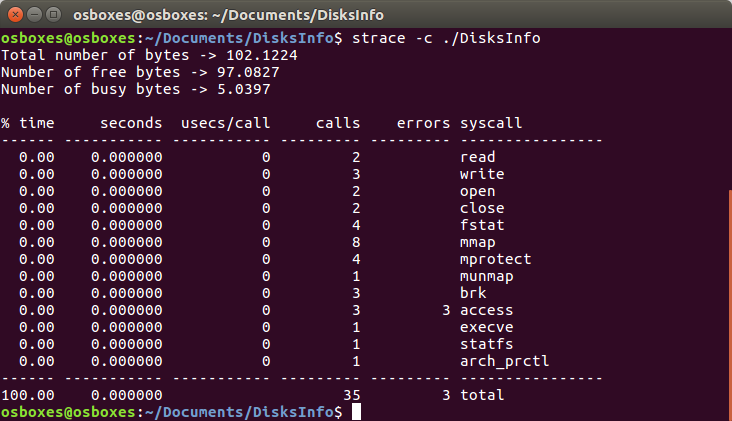 osboxes@osboxes: ~/Documents/DisksInfo
osboxes@osboxes:~/Documents/DisksInfo$ strace -c ./DisksInfo
Total number of bytes -> 102.1224
Number of free bytes -> 97.0827
Number of busy bytes -> 5.0397

% time     seconds  usecs/call     calls    errors syscall
------ ----------- ----------- --------- --------- ----------------
  0.00    0.000000           0         2           read
  0.00    0.000000           0         3           write
  0.00    0.000000           0         2           open
  0.00    0.000000           0         2           close
  0.00    0.000000           0         4           fstat
  0.00    0.000000           0         8           mmap
  0.00    0.000000           0         4           mprotect
  0.00    0.000000           0         1           munmap
  0.00    0.000000           0         3           brk
  0.00    0.000000           0         3         3 access
  0.00    0.000000           0         1           execve
  0.00    0.000000           0         1           statfs
  0.00    0.000000           0         1           arch_prctl
------ ----------- ----------- --------- --------- ----------------
100.00    0.000000                    35         3 total
osboxes@osboxes:~/Documents/DisksInfo$